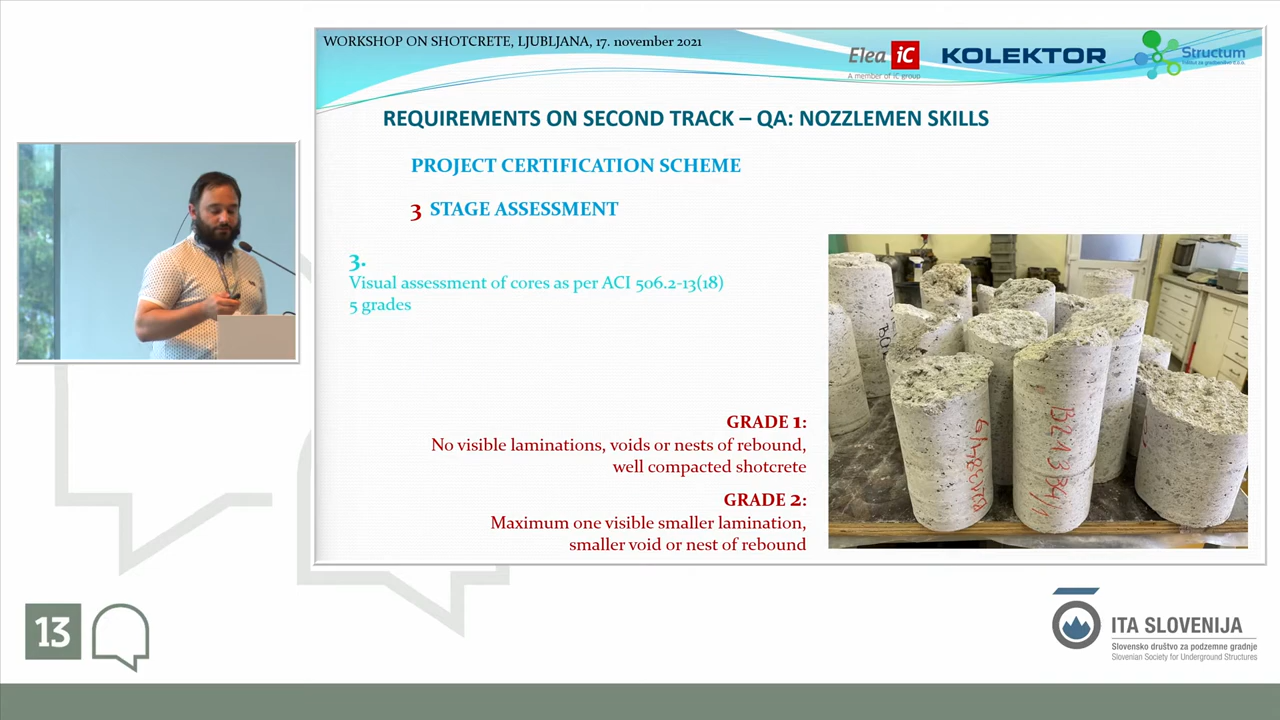 WORKSHOP ON SHOTCRETE, LJUBLJANA, 17. november 2021
Elea iC
A member of iC group
KOLEKTOR
Structum
REQUIREMENTS ON SECOND TRACK – QA: NOZZLEMEN SKILLS
PROJECT CERTIFICATION SCHEME
3 STAGE ASSESSMENT
3.
Visual assessment of cores as per ACI 506.2-13(18)
5 grades
GRADE 1:
No visible laminations, voids or nests of rebound,
well compacted shotcrete
GRADE 2:
Maximum one visible smaller lamination,
smaller void or nest of rebound
13
ITA SLOVENIJA
Slovensko društvo za podzemne gradnje
Slovenian Society for Underground Structures